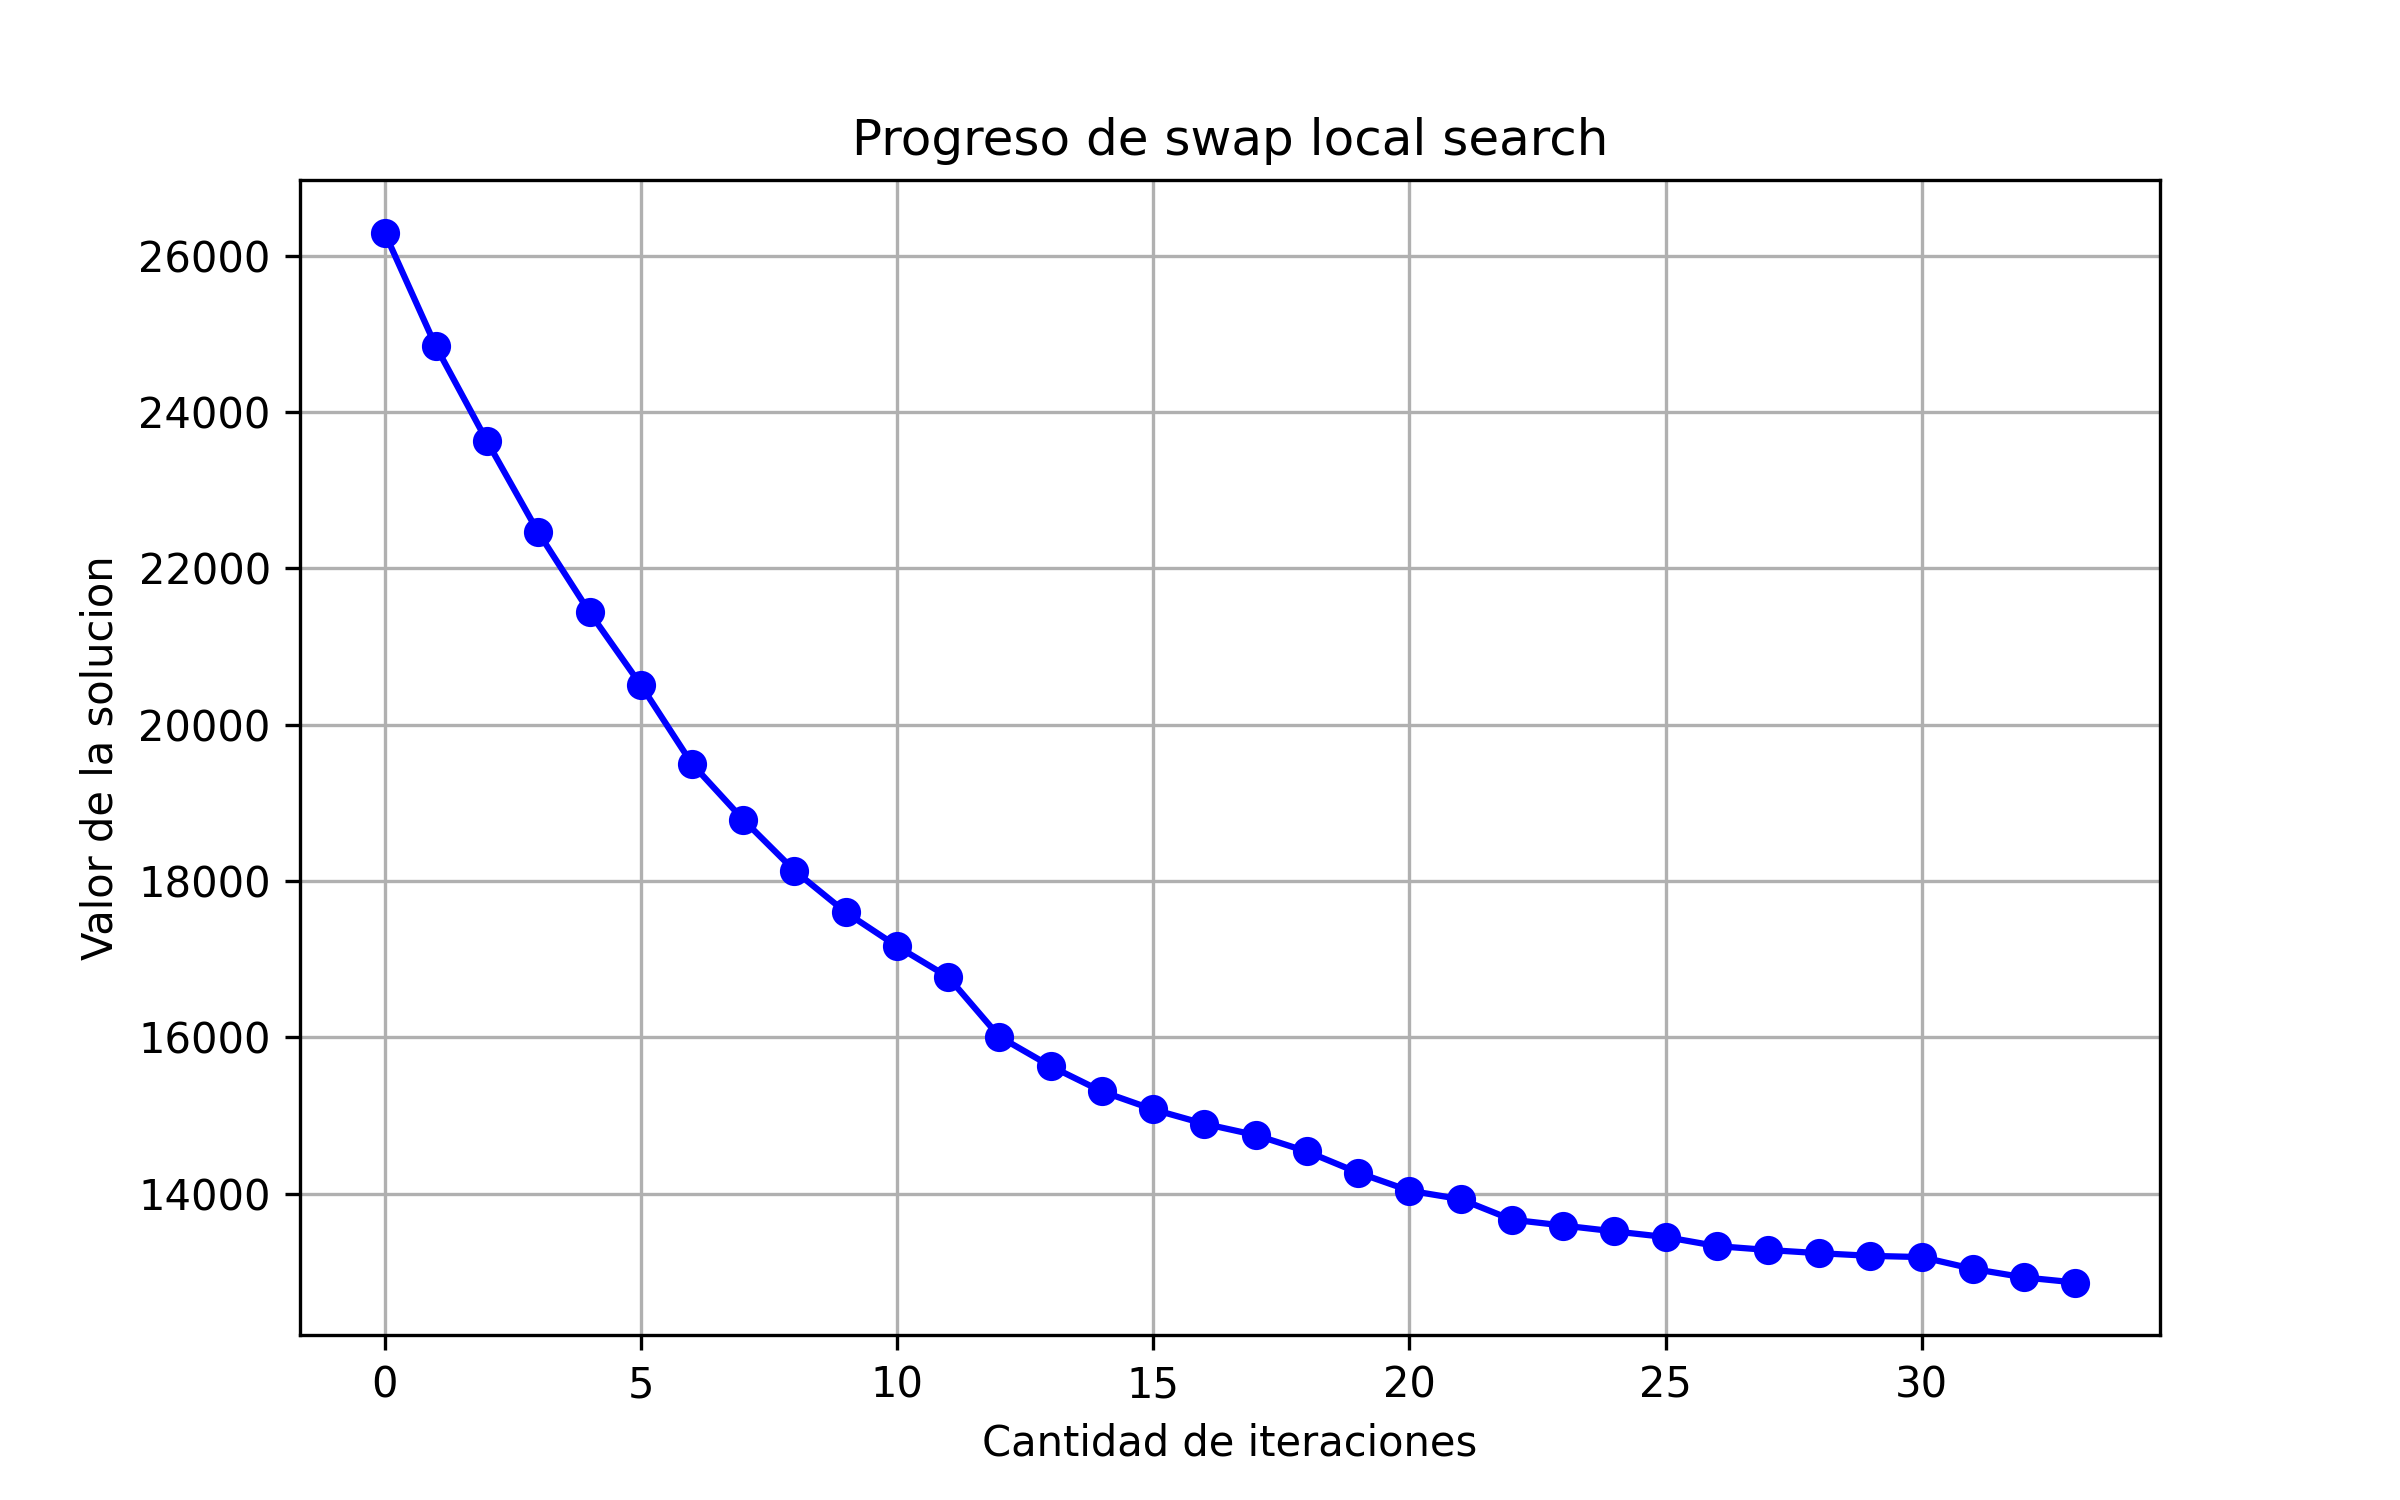 Progreso de swap local search
Valor de la solucion
26000
24000
22000
20000
18000
16000
14000
0 5 10 15 20 25 30
Cantidad de iteraciones